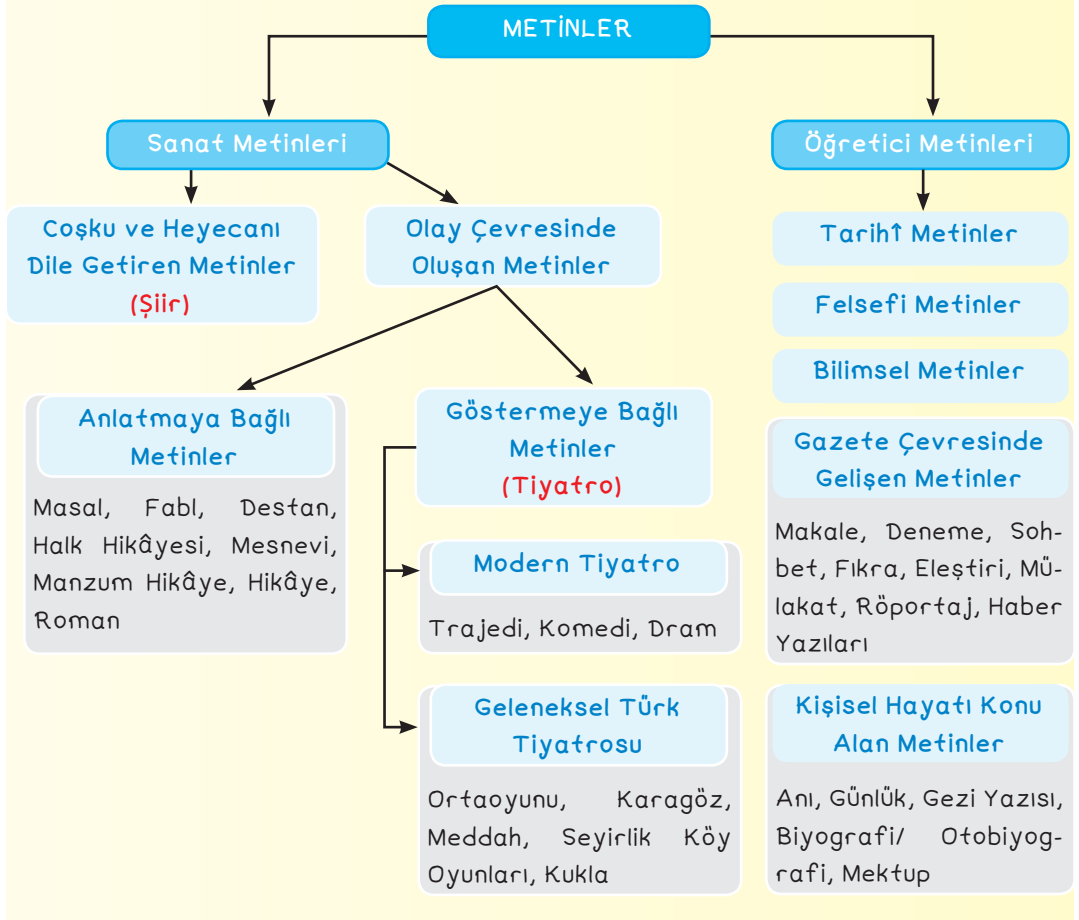 METİNLER
Sanat Metinleri
Öğretici Metinleri
Coşku ve Heyecanı
Dile Getiren Metinler
(Şiir)
Olay Çevresinde
Oluşan Metinler
Tarihî Metinler
Felsefi Metinler
Bilimsel Metinler
Anlatmaya Bağlı
Metinler
Masal, Fabl, Destan,
Halk Hikâyesi, Mesnevi,
Manzum Hikâye, Hikâye,
Roman
Göstermeye Bağlı
Metinler
(Tiyatro)
Modern Tiyatro
Trajedi, Komedi, Dram
Geleneksel Türk
Tiyatrosu
Ortaoyunu, Karagöz,
Meddah, Seyirlik Köy
Oyunları, Kukla
Gazete Çevresinde
Gelişen Metinler
Makale, Deneme, Soh-
bet, Fıkra, Eleştiri, Mü-
lakat, Röportaj, Haber
Yazıları
Kişisel Hayatı Konu
Alan Metinler
Anı, Günlük, Gezi Yazısı,
Biyografi/ Otobiyog-
rafi, Mektup